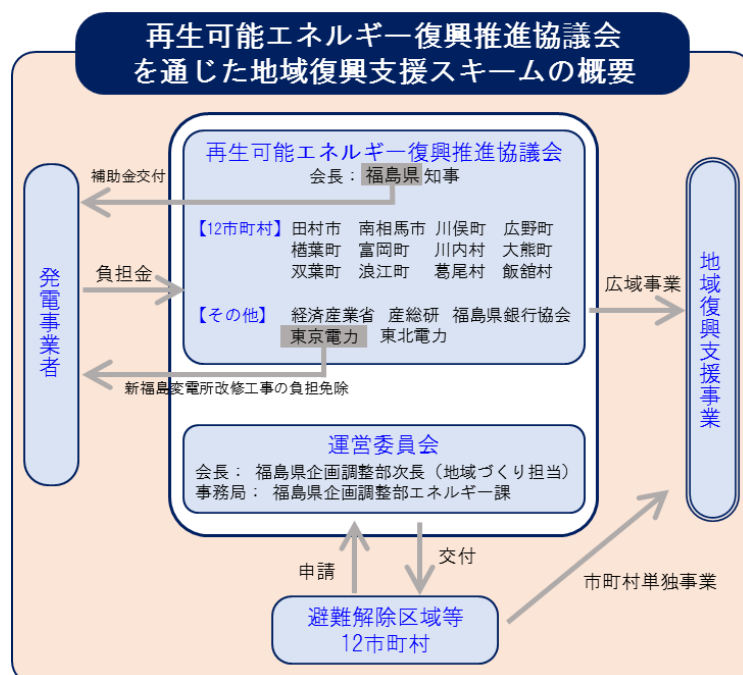 再生可能エネルギー復興推進協議会
を通じた地域復興支援スキームの概要
再生可能エネルギー復興推進協議会
会長：福島県知事
補助金交付
【12市町村】田村市 南相馬市 川俣町 広野町
楢葉町 富岡町 川内村 大熊町
双葉町 浪江町 葛尾村 飯舘村
発電事業者
負担金
広域事業
地域復興支援事業
【その他】経済産業省 産総研 福島県銀行協会
東京電力 東北電力
新福島変電所改修工事の負担免除
運営委員会
会長：福島県企画調整部次長（地域づくり担当）
事務局：福島県企画調整部エネルギー課
申請
交付
市町村単独事業
避難解除区域等
12市町村